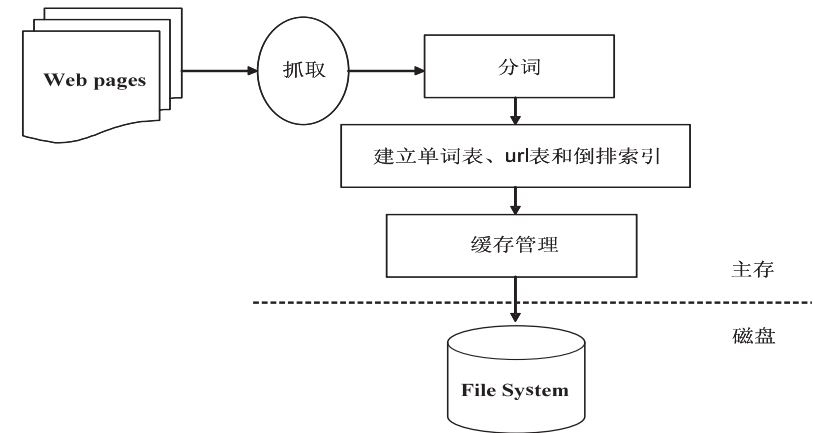 Web pages
抓取
分词
建立单词表、url表和倒排索引
缓存管理
主存
磁盘
File System